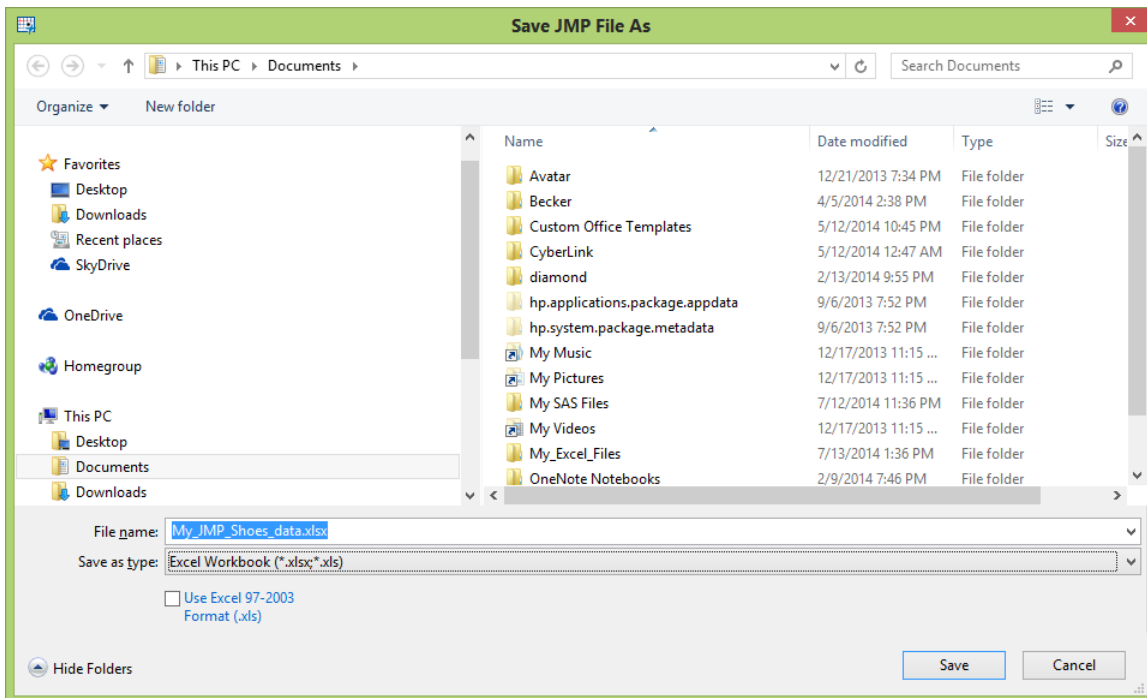 Save JMP File As
This PC Documents
Search Documents
Organize New folder
Name Date modified Type Size
Favorites
Desktop
Downloads
Recent places
SkyDrive
OneDrive
Homegroup
This PC
Desktop
Documents
Downloads
Avatar 12/21/2013 7:34 PM File folder
Becker 4/5/2014 2:38 PM File folder
Custom Office Templates 5/12/2014 10:45 PM File folder
CyberLink 5/12/2014 12:47 AM File folder
diamond 2/13/2014 9:55 PM File folder
hp.applications.package.appdata 9/6/2013 7:52 PM File folder
hp.system.package.metadata 9/6/2013 7:52 PM File folder
My Music 12/17/2013 11:15 ... File folder
My Pictures 12/17/2013 11:15 ... File folder
My SAS Files 7/12/2014 11:36 PM File folder
My Videos 12/17/2013 11:15 ... File folder
My_Excel_Files 7/13/2014 1:36 PM File folder
OneNote Notebooks 2/9/2014 7:46 PM File folder
File name: My_JMP_Shoes_data.xlsx
Save as type: Excel Workbook (*.xlsx;*.xls)
Use Excel 97-2003
Format (.xls)
Hide Folders
Save Cancel